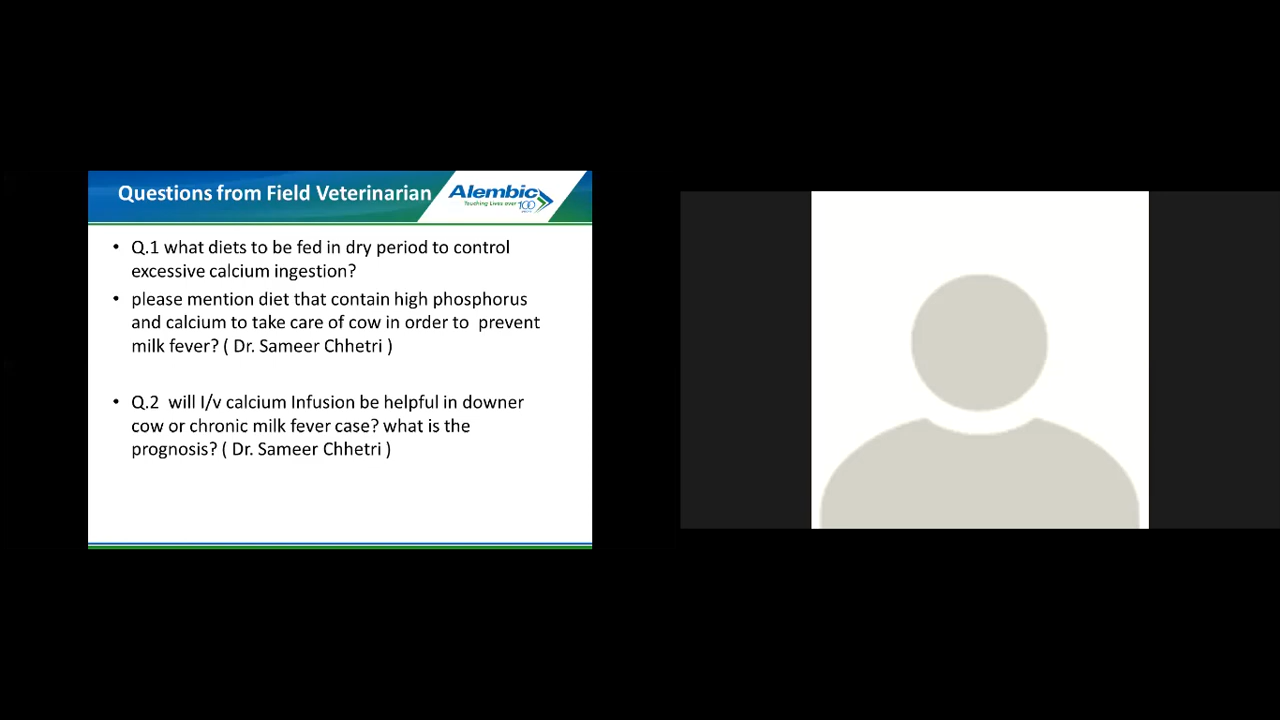 Questions from Field Veterinarian
Alembic
Touching Lives over 100
• Q.1 what diets to be fed in dry period to control
excessive calcium ingestion?
• please mention diet that contain high phosphorus
and calcium to take care of cow in order to prevent
milk fever? ( Dr. Sameer Chhetri )
• Q.2 will I/v calcium Infusion be helpful in downer
cow or chronic milk fever case? what is the
prognosis? ( Dr. Sameer Chhetri )